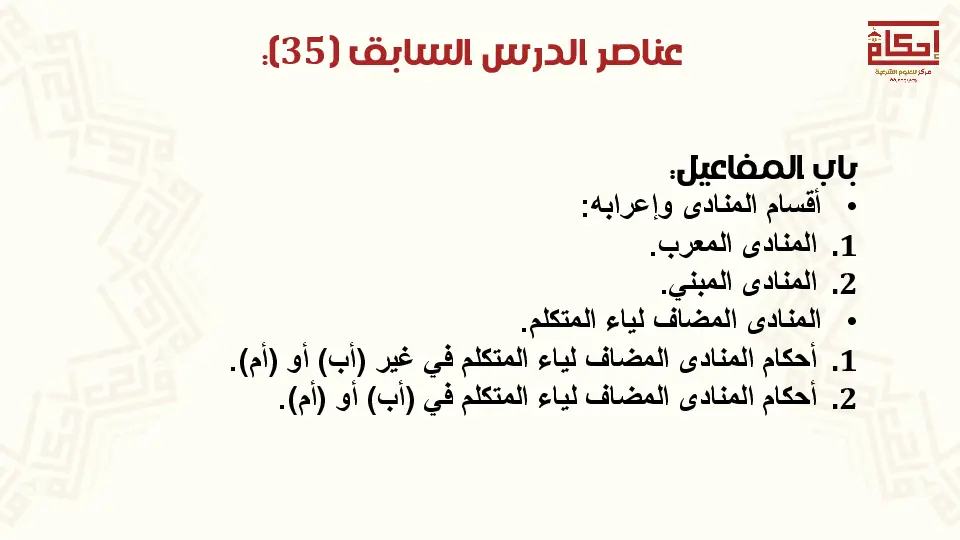 عناصر الدرس السابق (35):
إحكام
مركز للعلوم الشرعية
باب المفاعيل:
• أقسام المنادى وإعرابه:
1. المنادى المعرب.
2. المنادى المبني.
• المنادى المضاف لياء المتكلم.
1. أحكام المنادى المضاف لياء المتكلم في غير (أب) أو (أم).
2. أحكام المنادى المضاف لياء المتكلم في (أب) أو (أم).